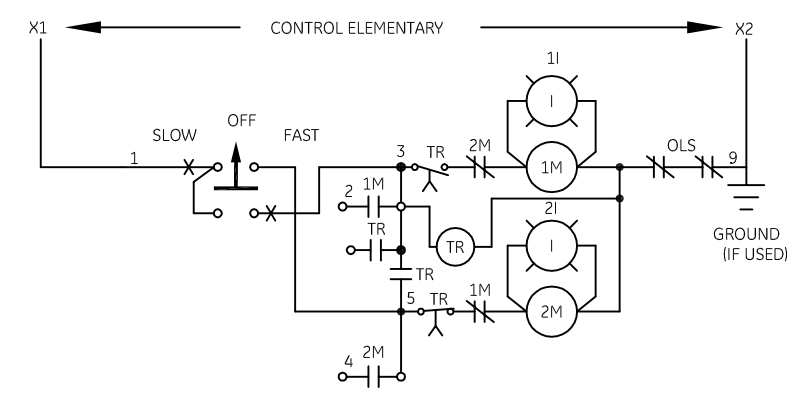 X1 CONTROL ELEMENTARY X2
1I
I
OFF
SLOW FAST
1 3 TR 2M 1M OLS 9
2 1M
2I
TR TR I
GROUND
(IF USED)
TR
5 TR 1M 2M
4 2M